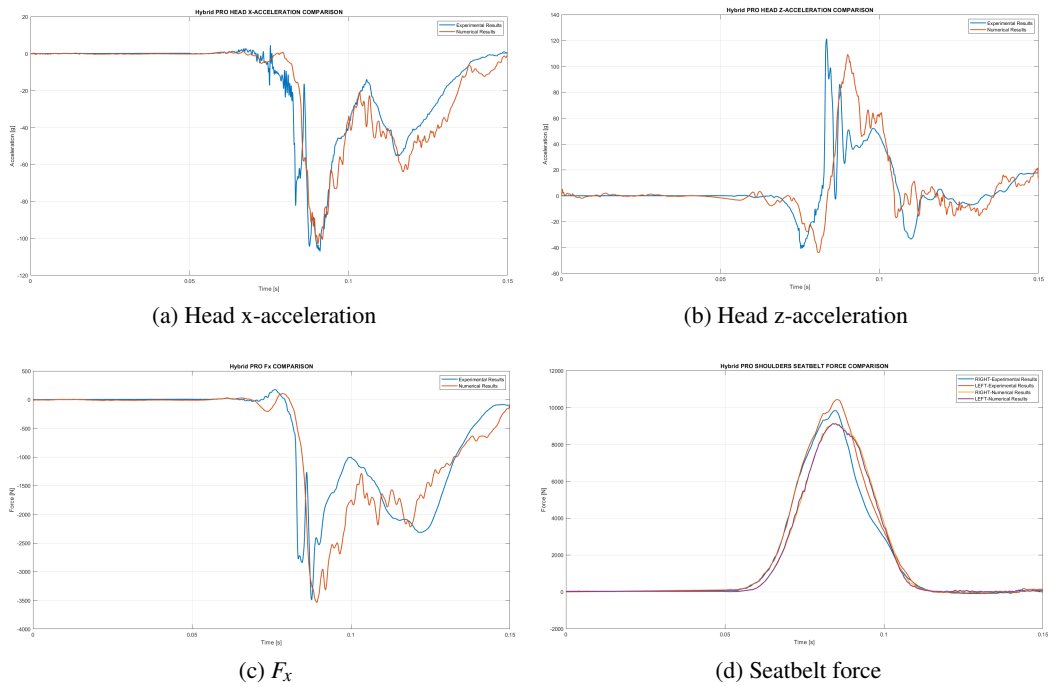 Hybrid PRO HEAD X-ACCELERATION COMPARISON
Experimental Results
Numerical Results
20
0
-20
-40
-60
-80
-100
-120
Acceleration [g]
0
0.05
0.1
0.15
Time [s]
(a) Head x-acceleration
Hybrid PRO HEAD Z-ACCELERATION COMPARISON
Experimental Results
Numerical Results
140
120
100
80
60
40
20
0
-20
-40
-60
Acceleration [g]
0
0.05
0.1
0.15
Time [s]
(b) Head z-acceleration
Hybrid PRO Fx COMPARISON
Experimental Results
Numerical Results
500
0
-500
-1000
-1500
-2000
-2500
-3000
-3500
-4000
Force [N]
0
0.05
0.1
0.15
Time [s]
(c) Fx
Hybrid PRO SHOULDERS SEATBELT FORCE COMPARISON
RIGHT-Experimental Results
LEFT-Experimental Results
RIGHT-Numerical Results
LEFT-Numerical Results
12000
10000
8000
6000
4000
2000
0
-2000
Force [N]
0
0.05
0.1
0.15
Time [s]
(d) Seatbelt force